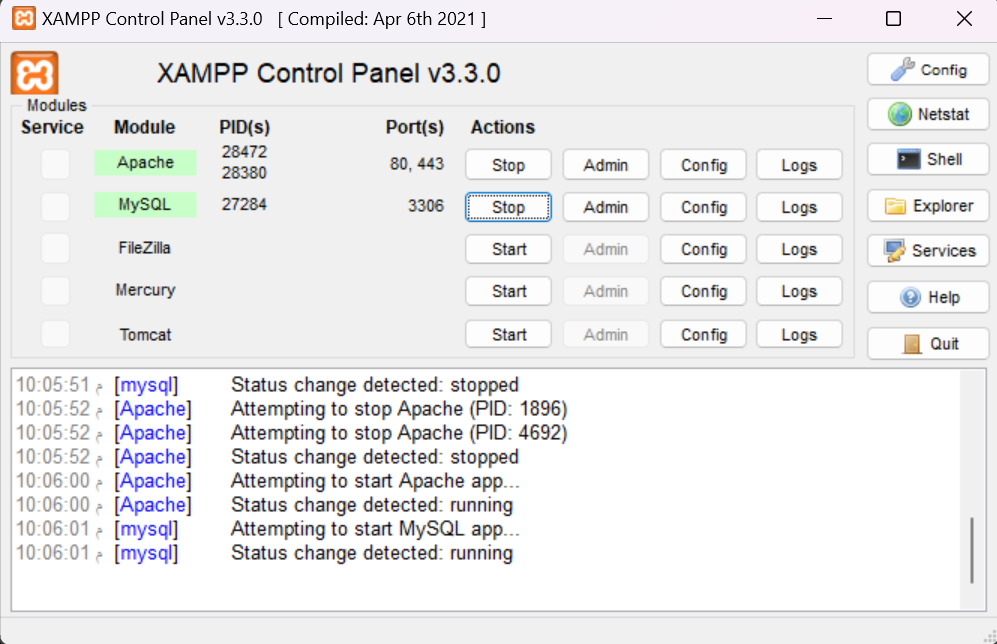 XAMPP Control Panel v3.3.0 [ Compiled: Apr 6th 2021 ]
XAMPP Control Panel v3.3.0
Config
Modules
Service Module PID(s) Port(s) Actions
Netstat
Apache 28472 28380 80, 443 Stop Admin Config Logs
Shell
MySQL 27284 3306 Stop Admin Config Logs
Explorer
FileZilla Start Admin Config Logs
Services
Mercury Start Admin Config Logs
Help
Tomcat Start Admin Config Logs
Quit
10:05:51 م [mysql] Status change detected: stopped
10:05:52 م [Apache] Attempting to stop Apache (PID: 1896)
10:05:52 م [Apache] Attempting to stop Apache (PID: 4692)
10:05:52 م [Apache] Status change detected: stopped
10:06:00 م [Apache] Attempting to start Apache app...
10:06:00 م [Apache] Status change detected: running
10:06:01 م [mysql] Attempting to start MySQL app...
10:06:01 م [mysql] Status change detected: running